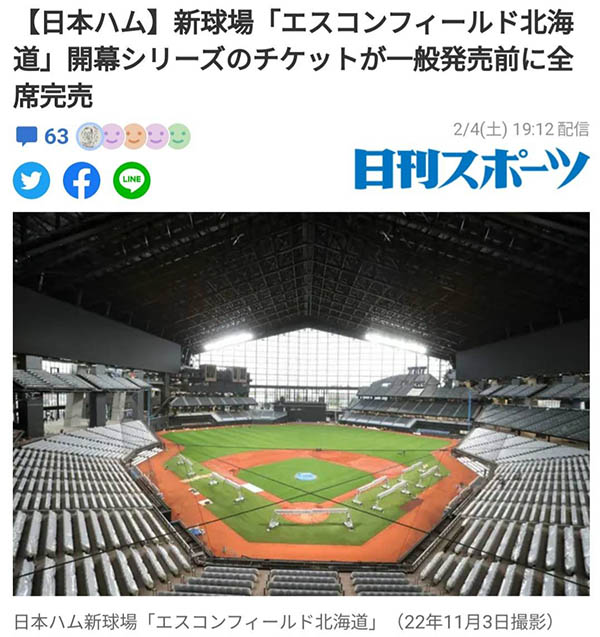 【日本ハム】新球場「エスコンフィールド北海
道」開幕シリーズのチケットが一般発売前に全
席完売
63
2/4(土) 19:12 配信
LINE
日刊スポーツ
日本ハム新球場「エスコンフィールド北海道」（22年11月3日撮影）